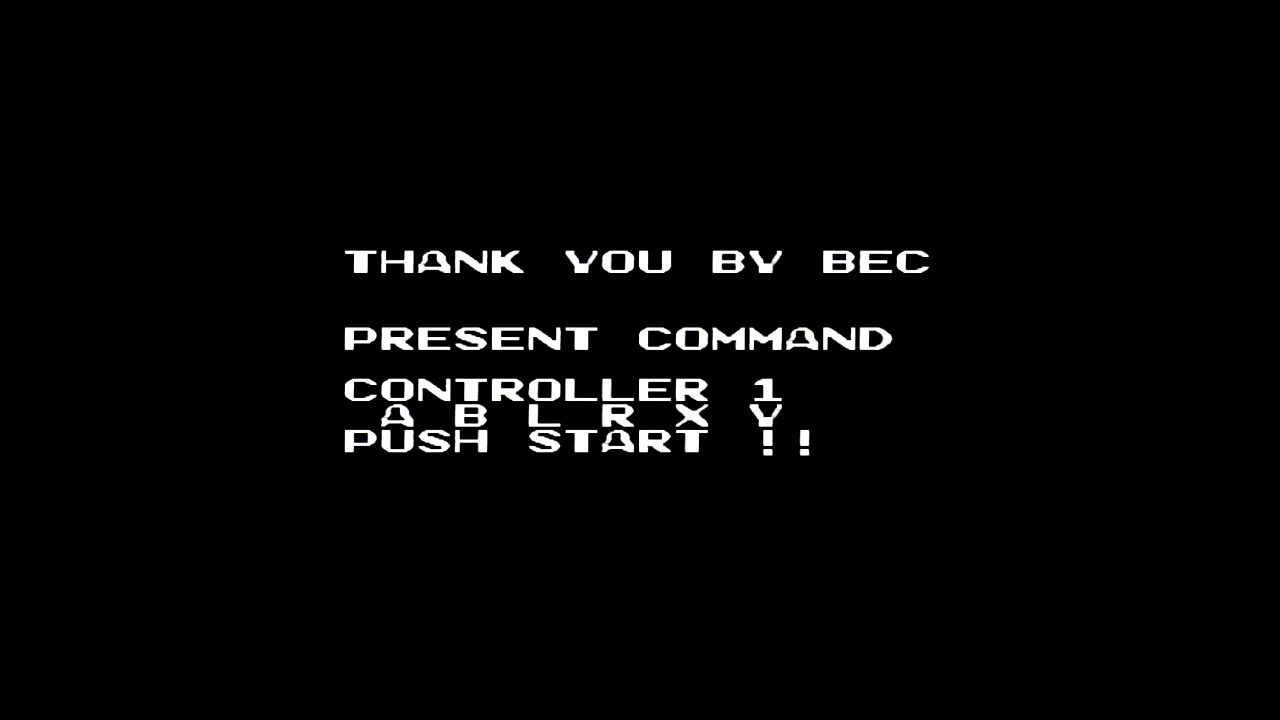 THANK YOU BY BEC
PRESENT COMMAND
CONTROLLER 1
A B L R X Y
PUSH START !!